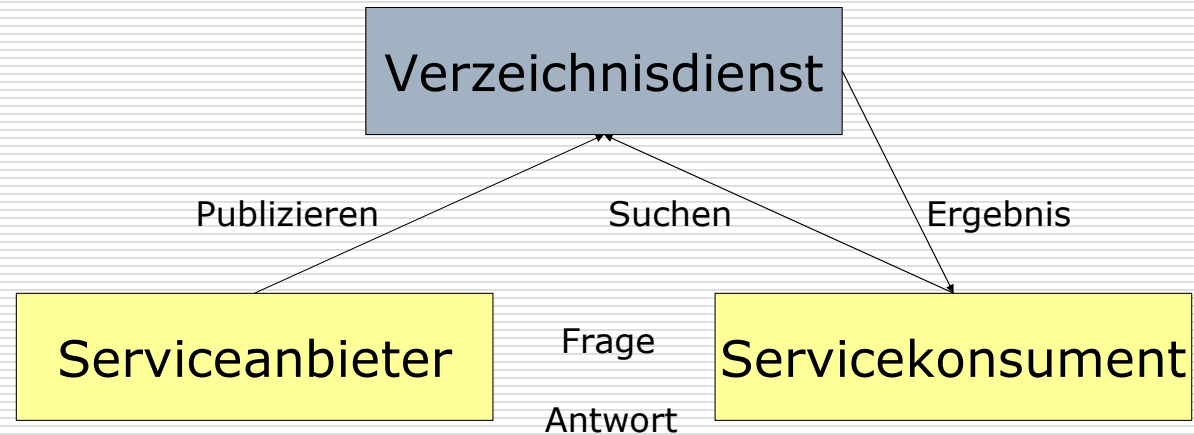 Verzeichnisdienst
Publizieren
Suchen
Ergebnis
Serviceanbieter
Frage
Servicekonsument
Antwort